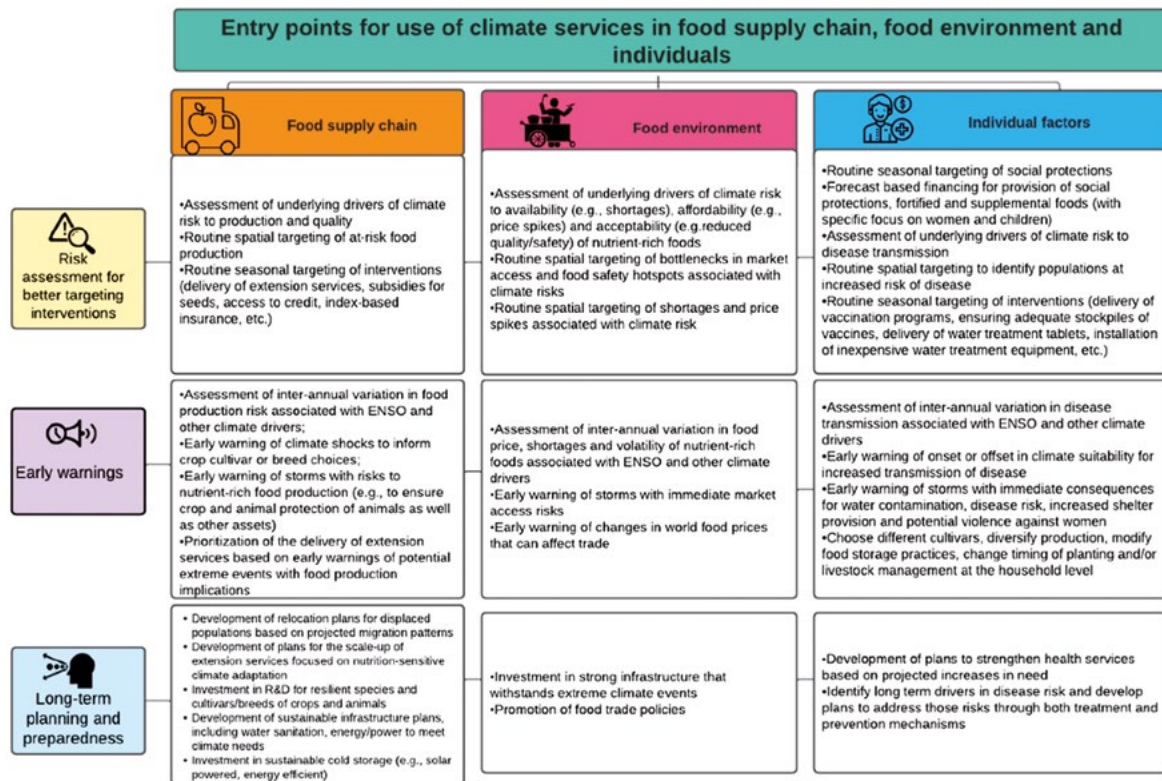 Entry points for use of climate services in food supply chain, food environment and
individuals
Food supply chain
Food environment
Individual factors
Risk
assessment for
better targeting
interventions
•Assessment of underlying drivers of climate
risk to production and quality
•Routine spatial targeting of at-risk food
production
•Routine seasonal targeting of interventions
(delivery of extension services, subsidies for
seeds, access to credit, index-based
insurance, etc.)
•Assessment of underlying drivers of climate risk
to availability (e.g., shortages), affordability (e.g.,
price spikes) and acceptability (e.g.reduced
quality/safety) of nutrient-rich foods
•Routine spatial targeting of bottlenecks in market
access and food safety hotspots associated with
climate risks
•Routine spatial targeting of shortages and price
spikes associated with climate risk
•Routine seasonal targeting of social protections
•Forecast based financing for provision of social
protections, fortified and supplemental foods (with
specific focus on women and children)
•Assessment of underlying drivers of climate risk to
disease transmission
•Routine spatial targeting to identify populations at
increased risk of disease
•Routine seasonal targeting of interventions (delivery of
vaccination programs, ensuring adequate stockpiles of
vaccines, delivery of water treatment tablets, installation
of inexpensive water treatment equipment, etc.)
Early warnings
•Assessment of inter-annual variation in food
production risk associated with ENSO and
other climate drivers;
•Early warning of climate shocks to inform
crop cultivar or breed choices;
•Early warning of storms with risks to
nutrient-rich food production (e.g., to ensure
crop and animal protection of animals as well
as other assets)
•Prioritization of the delivery of extension
services based on early warnings of potential
extreme events with food production
implications
•Assessment of inter-annual variation in food
price, shortages and volatility of nutrient-rich
foods associated with ENSO and other climate
drivers
•Early warning of storms with immediate market
access risks
•Early warning of changes in world food prices
that can affect trade
•Assessment of inter-annual variation in disease
transmission associated with ENSO and other climate
drivers
•Early warning of onset or offset in climate suitability for
increased transmission of disease
•Early warning of storms with immediate consequences
for water contamination, disease risk, increased shelter
provision and potential violence against women
•Choose different cultivars, diversify production, modify
food storage practices, change timing of planting and/or
livestock management at the household level
Long-term
planning and
preparedness
• Development of relocation plans for displaced
populations based on projected migration patterns
• Development of plans for the scale-up of
extension services focused on nutrition-sensitive
climate adaptation
• Investment in R&D for resilient species and
cultivars/breeds of crops and animals
• Development of sustainable infrastructure plans,
including water sanitation, energy/power to meet
climate needs
• Investment in sustainable cold storage (e.g., solar
powered, energy efficient)
•Investment in strong infrastructure that
withstands extreme climate events
•Promotion of food trade policies
•Development of plans to strengthen health services
based on projected increases in need
•Identify long term drivers in disease risk and develop
plans to address those risks through both treatment and
prevention mechanisms